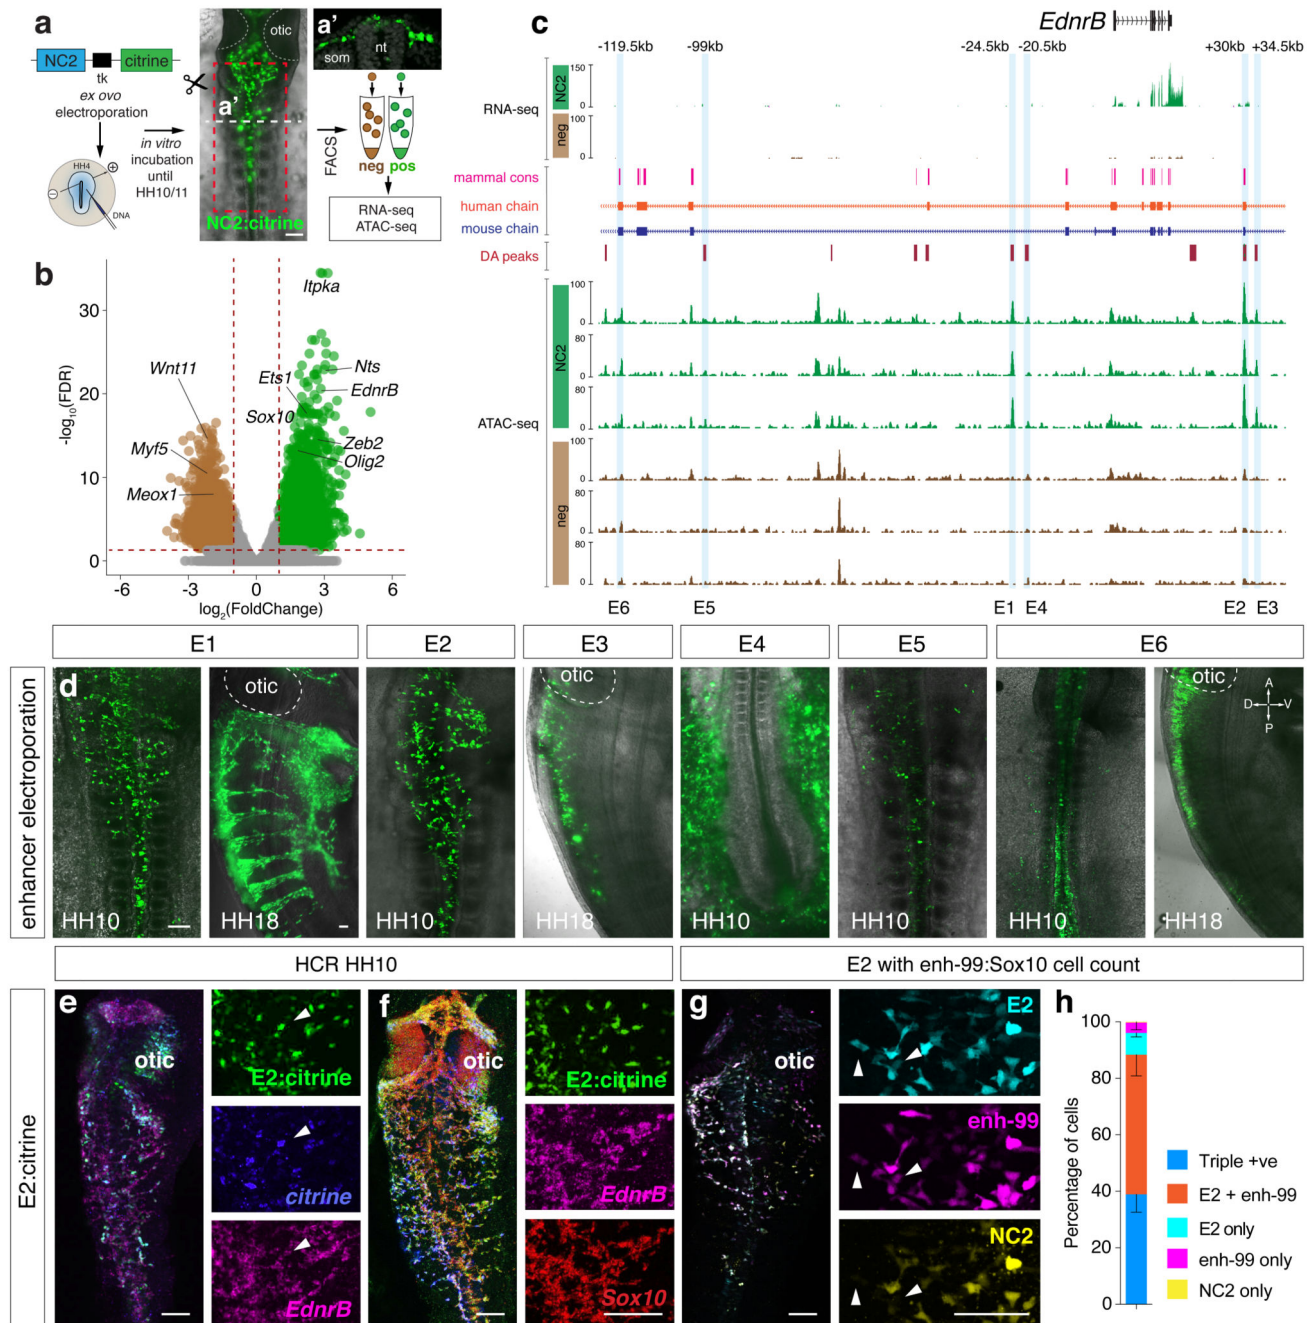 a
NC2
citrine
tk
ex ovo
electroporation
HH4
DNA
in vitro
incubation
until
HH10/11
otic
a’
NC2:citrine
a’
som
nt
FACS
neg pos
RNA-seq
ATAC-seq
b
-log10(FDR)
30
20
10
0
-6 -3 0 3 6
log2(FoldChange)
Itpka
Wnt11
Nts
Ets1
EdnrB
Sox10
Myf5
Zeb2
Olig2
Meox1
c
EdnrB
-119.5kb -99kb -24.5kb -20.5kb +30kb +34.5kb
RNA-seq
NC2
150
0
neg
100
0
mammal cons
human chain
mouse chain
DA peaks
ATAC-seq
NC2
100
0
80
0
80
0
neg
100
0
80
0
80
0
E6 E5 E1 E4 E2 E3
E1 E2 E3 E4 E5 E6
enhancer electroporation
d
HH10
otic
HH18
HH10
otic
HH18
HH10
HH10
HH10
otic
A
D V
P
HH18
HCR HH10
E2 with enh-99:Sox10 cell count
E2:citrine
e
otic
E2:citrine
citrine
EdnrB
f
otic
E2:citrine
EdnrB
Sox10
g
otic
E2
enh-99
NC2
h
Percentage of cells
100
80
60
40
20
0
Triple +ve
E2 + enh-99
E2 only
enh-99 only
NC2 only